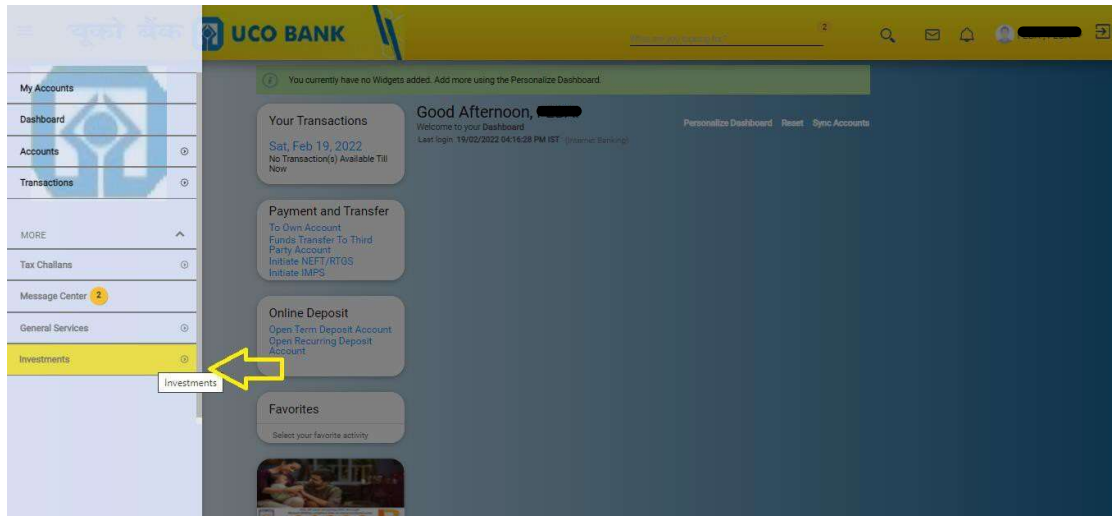 यूको बैंक
UCO BANK
2
My Accounts
Dashboard
Accounts
Transactions
MORE
Tax Challans
Message Center 2
General Services
Investments
Investments
You currently have no Widgets added. Add more using the Personalize Dashboard.
Your Transactions
Sat, Feb 19, 2022
No Transaction(s) Available Till
Now
Payment and Transfer
To Own Account
Funds Transfer To Third
Party Account
Initiate NEFT/RTGS
Initiate IMPS
Online Deposit
Open Term Deposit Account
Open Recurring Deposit
Account
Favorites
Select your favorite activity
Good Afternoon,
Welcome to your Dashboard
Last login 19/02/2022 04:16:28 PM IST (Internet Banking)
Personalize Dashboard Reset Sync Accounts